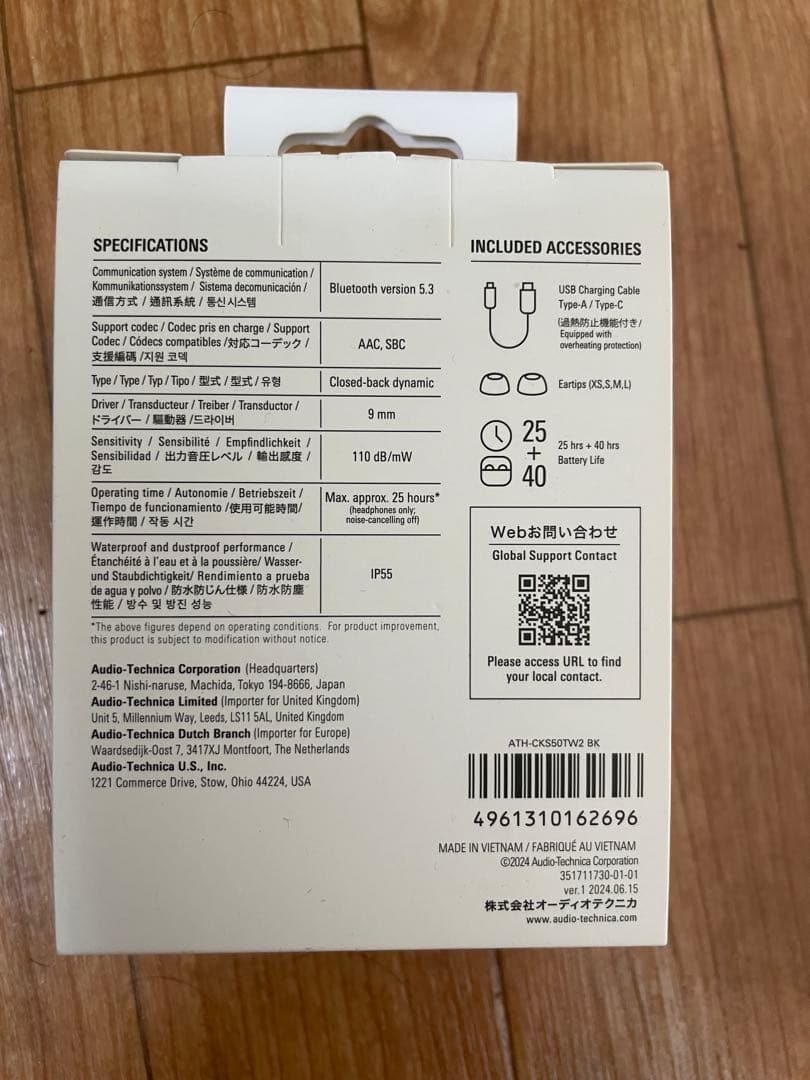 SPECIFICATIONS
Communication system / Système de communication /
Kommunikationssystem / Sistema decomunicación /
通信方式 / 通訊系統 / 통신 시스템
Bluetooth version 5.3
Support codec / Codec pris en charge / Support
Codec / Códecs compatibles /対応コーデック /
支援編碼 /지원 코덱
AAC, SBC
Type / Type / Typ / Tipo / 型式 / 型式 / 유형
Closed-back dynamic
Driver / Transducteur / Treiber / Transductor /
ドライバー / 驅動器 /드라이버
9 mm
Sensitivity / Sensibilité / Empfindlichkeit /
Sensibilidad / 出力音圧レベル / 輸出感度 /
감도
110 dB/mW
Operating time / Autonomie / Betriebszeit /
Tiempo de funcionamiento /使用可能時間/
運作時間 / 작동 시간
Max. approx. 25 hours*
(headphones only;
noise-cancelling off)
Waterproof and dustproof performance /
Étanchéité à l'eau et à la poussière/ Wasser-
und Staubdichtigkeit/ Rendimiento a prueba
de agua y polvo / 防水防じん仕様 / 防水防塵
性能 / 방수 및 방진 성능
IP55
*The above figures depend on operating conditions. For product improvement,
this product is subject to modification without notice.
Audio-Technica Corporation (Headquarters)
2-46-1 Nishi-naruse, Machida, Tokyo 194-8666, Japan
Audio-Technica Limited (Importer for United Kingdom)
Unit 5, Millennium Way, Leeds, LS11 5AL, United Kingdom
Audio-Technica Dutch Branch (Importer for Europe)
Waardsedijk-Oost 7, 3417XJ Montfoort, The Netherlands
Audio-Technica U.S., Inc.
1221 Commerce Drive, Stow, Ohio 44224, USA
INCLUDED ACCESSORIES
USB Charging Cable
Type-A / Type-C
(過熱防止機能付き/
Equipped with
overheating protection)
Eartips (XS,S,M,L)
25
+
40
25 hrs + 40 hrs
Battery Life
Webお問い合わせ
Global Support Contact
Please access URL to find
your local contact.
ATH-CKS50TW2 BK
4961310162696
MADE IN VIETNAM / FABRIQUÉ AU VIETNAM
©2024 Audio-Technica Corporation
351711730-01-01
ver.1 2024.06.15
株式会社オーディオテクニカ
www.audio-technica.com